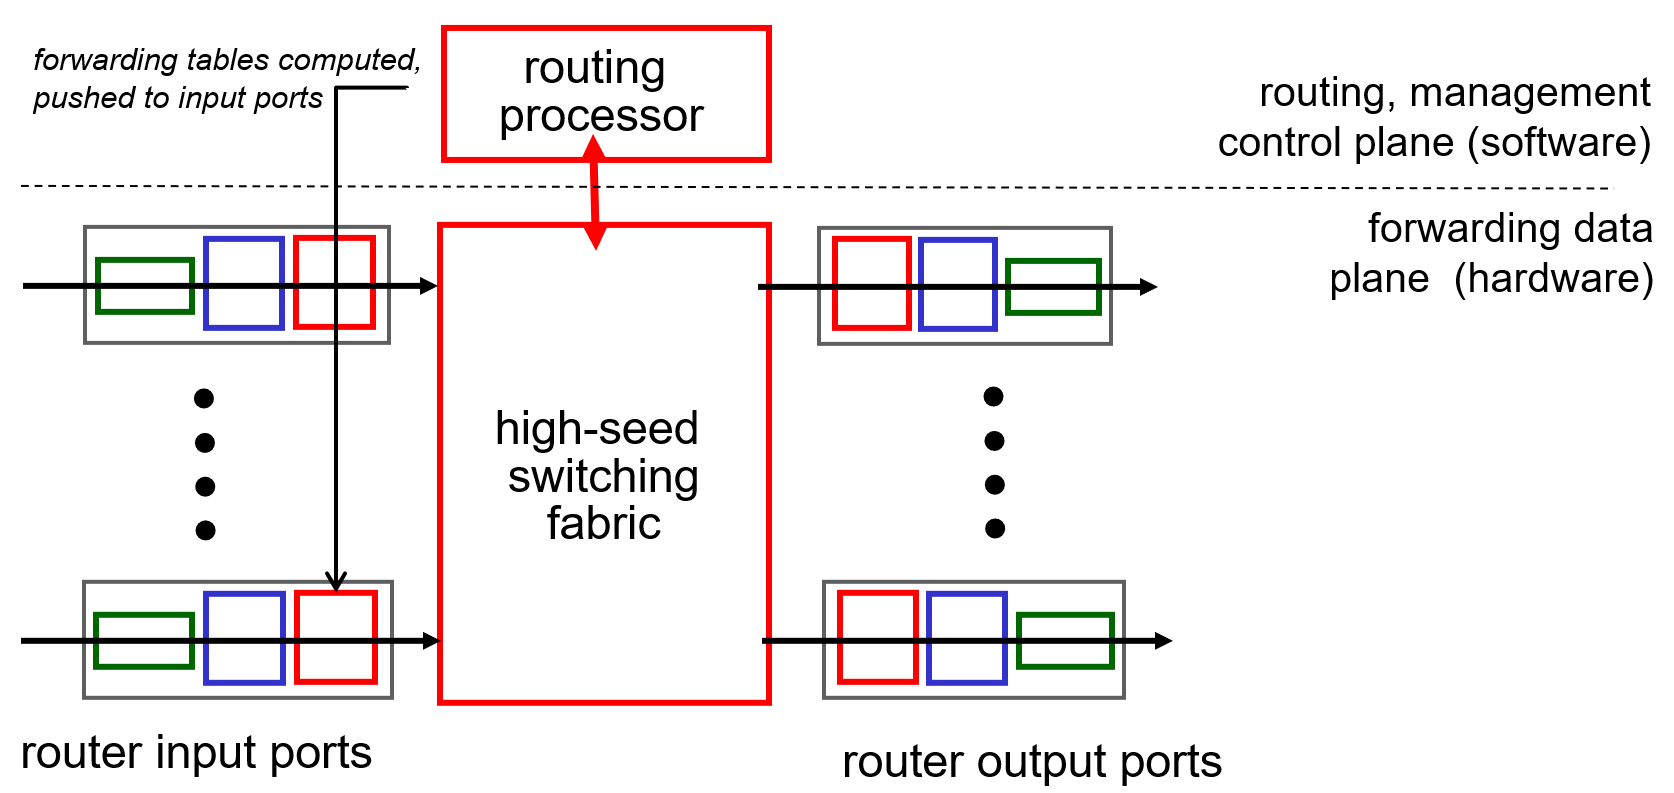 forwarding tables computed,
pushed to input ports
routing
processor
routing, management
control plane (software)
forwarding data
plane (hardware)
high-seed
switching
fabric
router input ports
router output ports